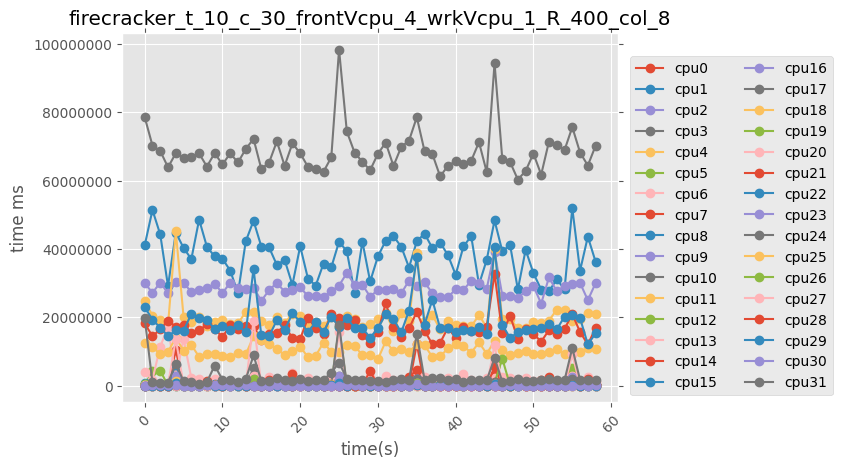 firecracker_t_10_c_30_frontVcpu_4_wrkVcpu_1_R_400_col_8
time ms
100000000
80000000
60000000
40000000
20000000
0
0
10
20
30
40
50
60
time(s)
cpu0
cpu1
cpu2
cpu3
cpu4
cpu5
cpu6
cpu7
cpu8
cpu9
cpu10
cpu11
cpu12
cpu13
cpu14
cpu15
cpu16
cpu17
cpu18
cpu19
cpu20
cpu21
cpu22
cpu23
cpu24
cpu25
cpu26
cpu27
cpu28
cpu29
cpu30
cpu31